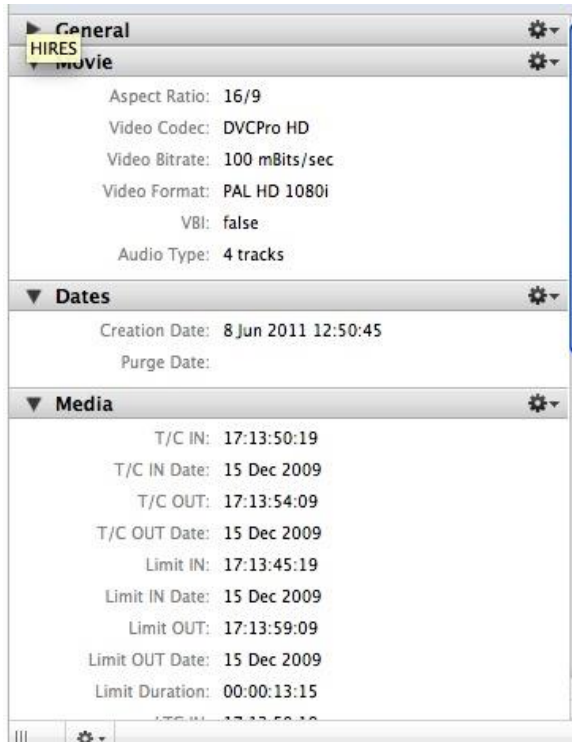 General
HIRES
Movie
Aspect Ratio: 16/9
Video Codec: DVCPro HD
Video Bitrate: 100 mBits/sec
Video Format: PAL HD 1080i
VBI: false
Audio Type: 4 tracks
Dates
Creation Date: 8 Jun 2011 12:50:45
Purge Date:
Media
T/C IN: 17:13:50:19
T/C IN Date: 15 Dec 2009
T/C OUT: 17:13:54:09
T/C OUT Date: 15 Dec 2009
Limit IN: 17:13:45:19
Limit IN Date: 15 Dec 2009
Limit OUT: 17:13:59:09
Limit OUT Date: 15 Dec 2009
Limit Duration: 00:00:13:15